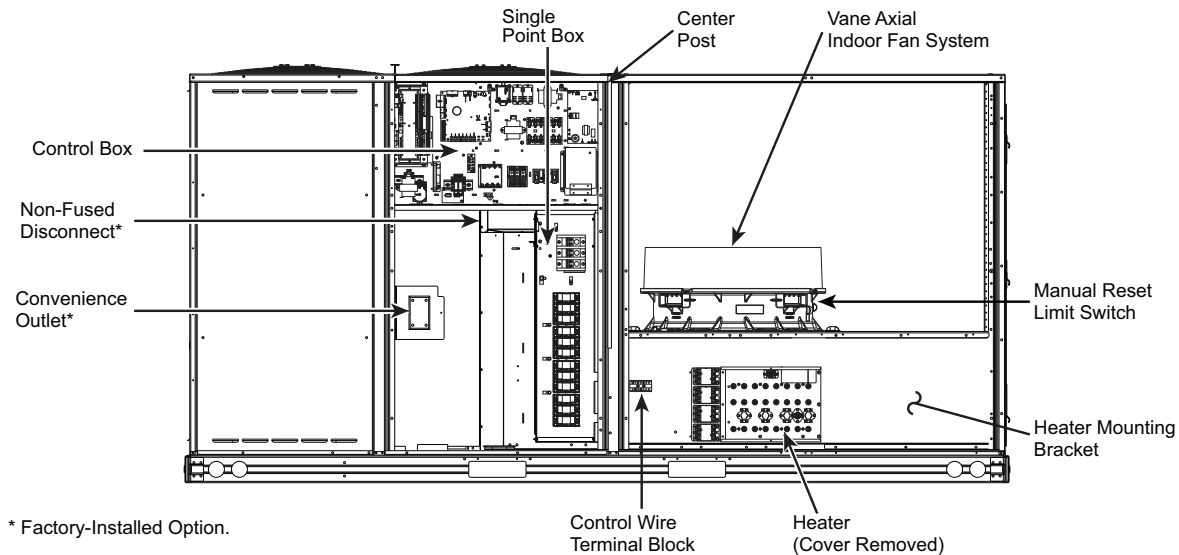 Single
Point Box
Center
Post
Vane Axial
Indoor Fan System
Control Box
Non-Fused
Disconnect*
Convenience
Outlet*
Manual Reset
Limit Switch
Heater Mounting
Bracket
* Factory-Installed Option.
Control Wire
Terminal Block
Heater
(Cover Removed)